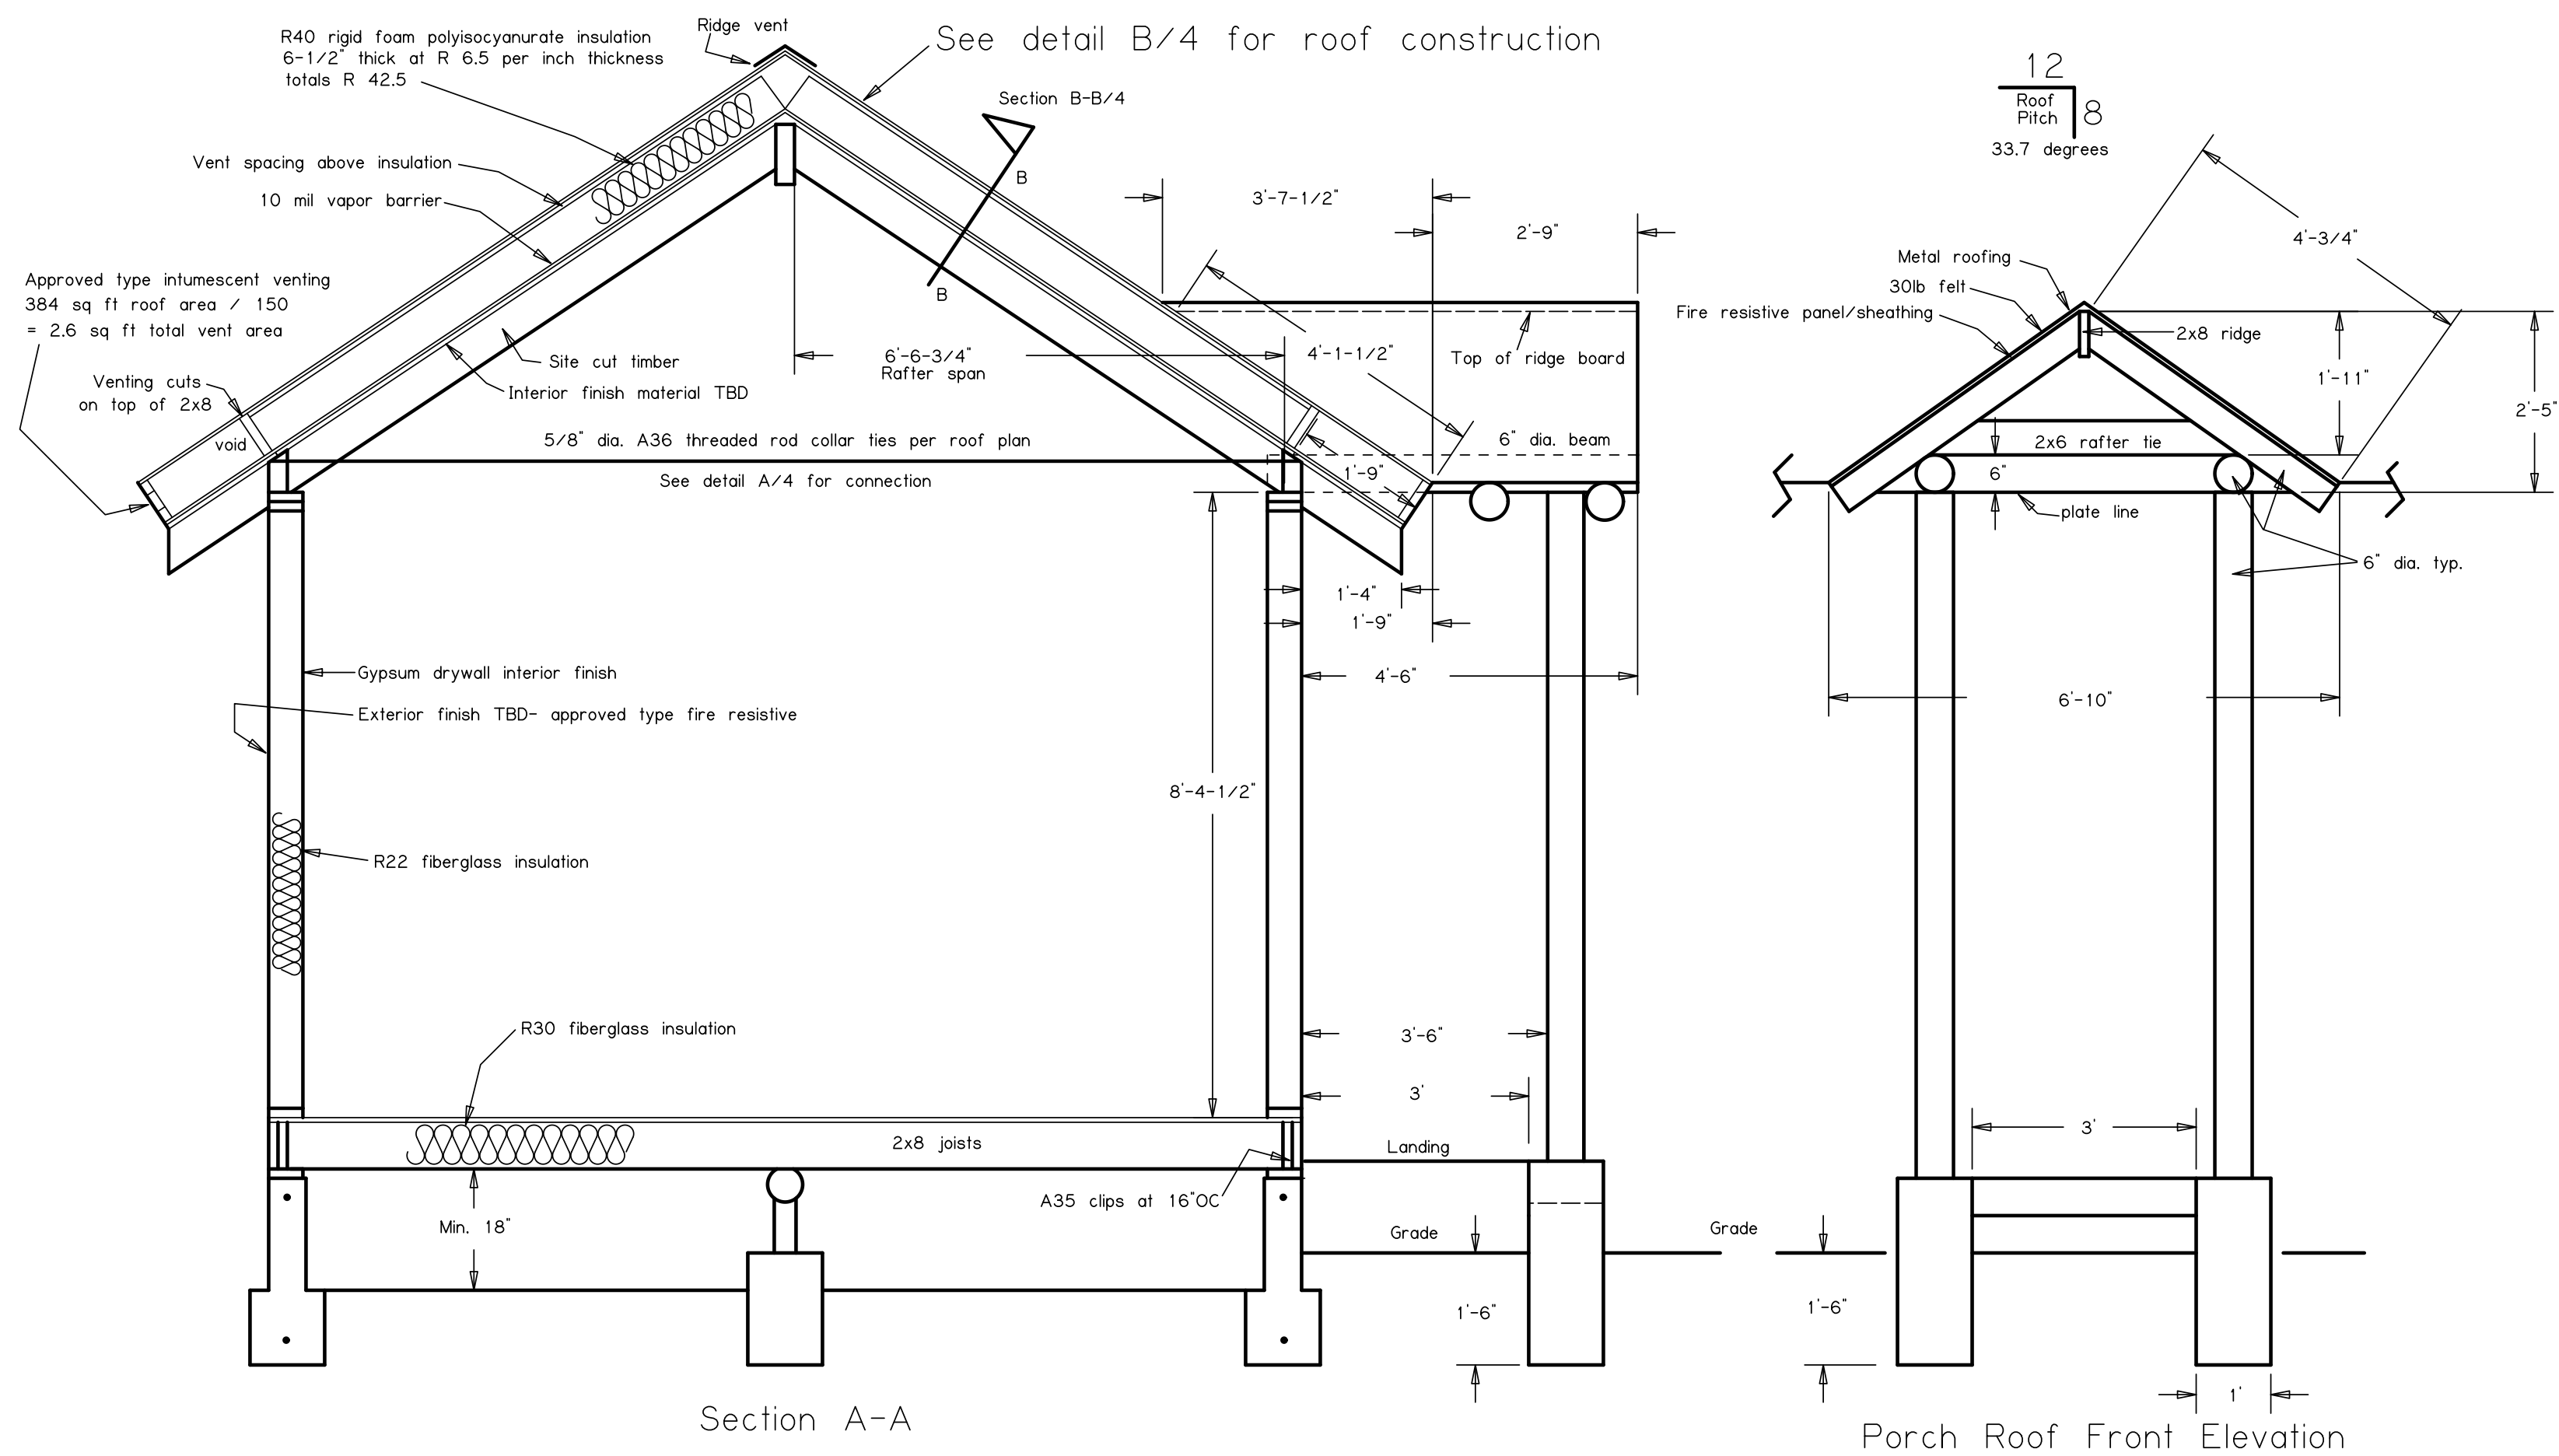 R40 rigid foam polyisocyanurate insulation
6-1/2" thick at R 6.5 per inch thickness
totals R 42.5
Ridge vent
See detail B/4 for roof construction
Section B-B/4
B
B
Vent spacing above insulation
10 mil vapor barrier
Approved type intumescent venting
384 sq ft roof area / 150
= 2.6 sq ft total vent area
Venting cuts
on top of 2x8
void
Site cut timber
Interior finish material TBD
5/8" dia. A36 threaded rod collar ties per roof plan
See detail A/4 for connection
6'-6-3/4"
Rafter span
3'-7-1/2"
2'-9"
4'-1-1/2"
Top of ridge board
6" dia. beam
1'-9"
1'-4"
1'-9"
4'-6"
Gypsum drywall interior finish
Exterior finish TBD- approved type fire resistive
8'-4-1/2"
R22 fiberglass insulation
R30 fiberglass insulation
2x8 joists
3'-6"
3'
Landing
A35 clips at 16"OC
Min. 18"
Grade
1'-6"
Section A-A
12
Roof
Pitch
8
33.7 degrees
4'-3/4"
Metal roofing
30lb felt
Fire resistive panel/sheathing
2x8 ridge
1'-11"
2'-5"
2x6 rafter tie
6"
plate line
6" dia. typ.
6'-10"
3'
Grade
1'-6"
1'
Porch Roof Front Elevation